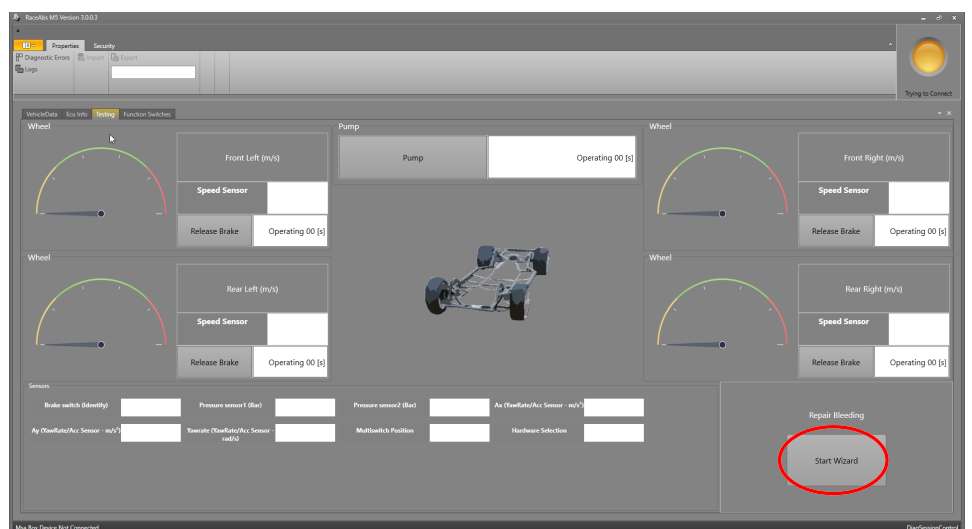 RaceAbs M5 Version 3.0.0.3
Properties Security
Diagnostic Errors Import Export
Logs
Trying to Connect
VehicleData Ecu Info Testing Function Switches
Wheel
Front Left (m/s)
Speed Sensor
Release Brake Operating 00 [s]
Pump
Pump Operating 00 [s]
Wheel
Front Right (m/s)
Speed Sensor
Release Brake Operating 00 [s]
Wheel
Rear Left (m/s)
Speed Sensor
Release Brake Operating 00 [s]
Wheel
Rear Right (m/s)
Speed Sensor
Release Brake Operating 00 [s]
Sensors
Brake switch (Identify) Pressure sensor1 (Bar) Pressure sensor2 (Bar) Ax (YawRate/Acc Sensor - m/s²)
Ay (YawRate/Acc Sensor - m/s²) Yawrate (YawRate/Acc Sensor -
rad/s)
Multiswitch Position Hardware Selection
Repair Bleeding
Start Wizard
Msa Box Device Not Connected DiagSessionControl